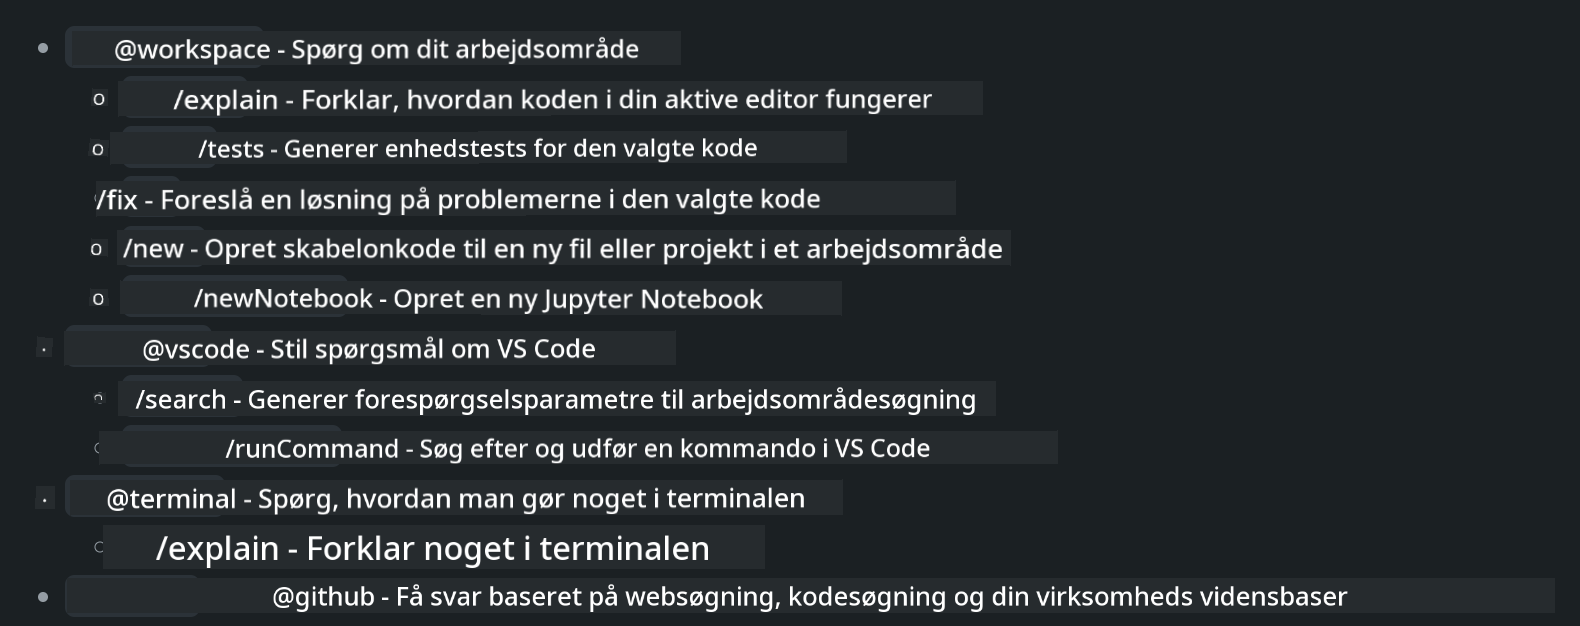 @workspace - Spørg om dit arbejdsområde
/explain - Forklar, hvordan koden i din aktive editor fungerer
/tests - Generer enhedstests for den valgte kode
/fix - Foreslå en løsning på problemerne i den valgte kode
/new - Opret skabelonkode til en ny fil eller projekt i et arbejdsområde
/newNotebook - Opret en ny Jupyter Notebook
@vscode - Stil spørgsmål om VS Code
/search - Generer forespørgselsparametre til arbejdsområdesøgning
/runCommand - Søg efter og udfør en kommando i VS Code
@terminal - Spørg, hvordan man gør noget i terminalen
/explain - Forklar noget i terminalen
@github - Få svar baseret på websøgning, kodesøgning og din virksomheds vidensbaser